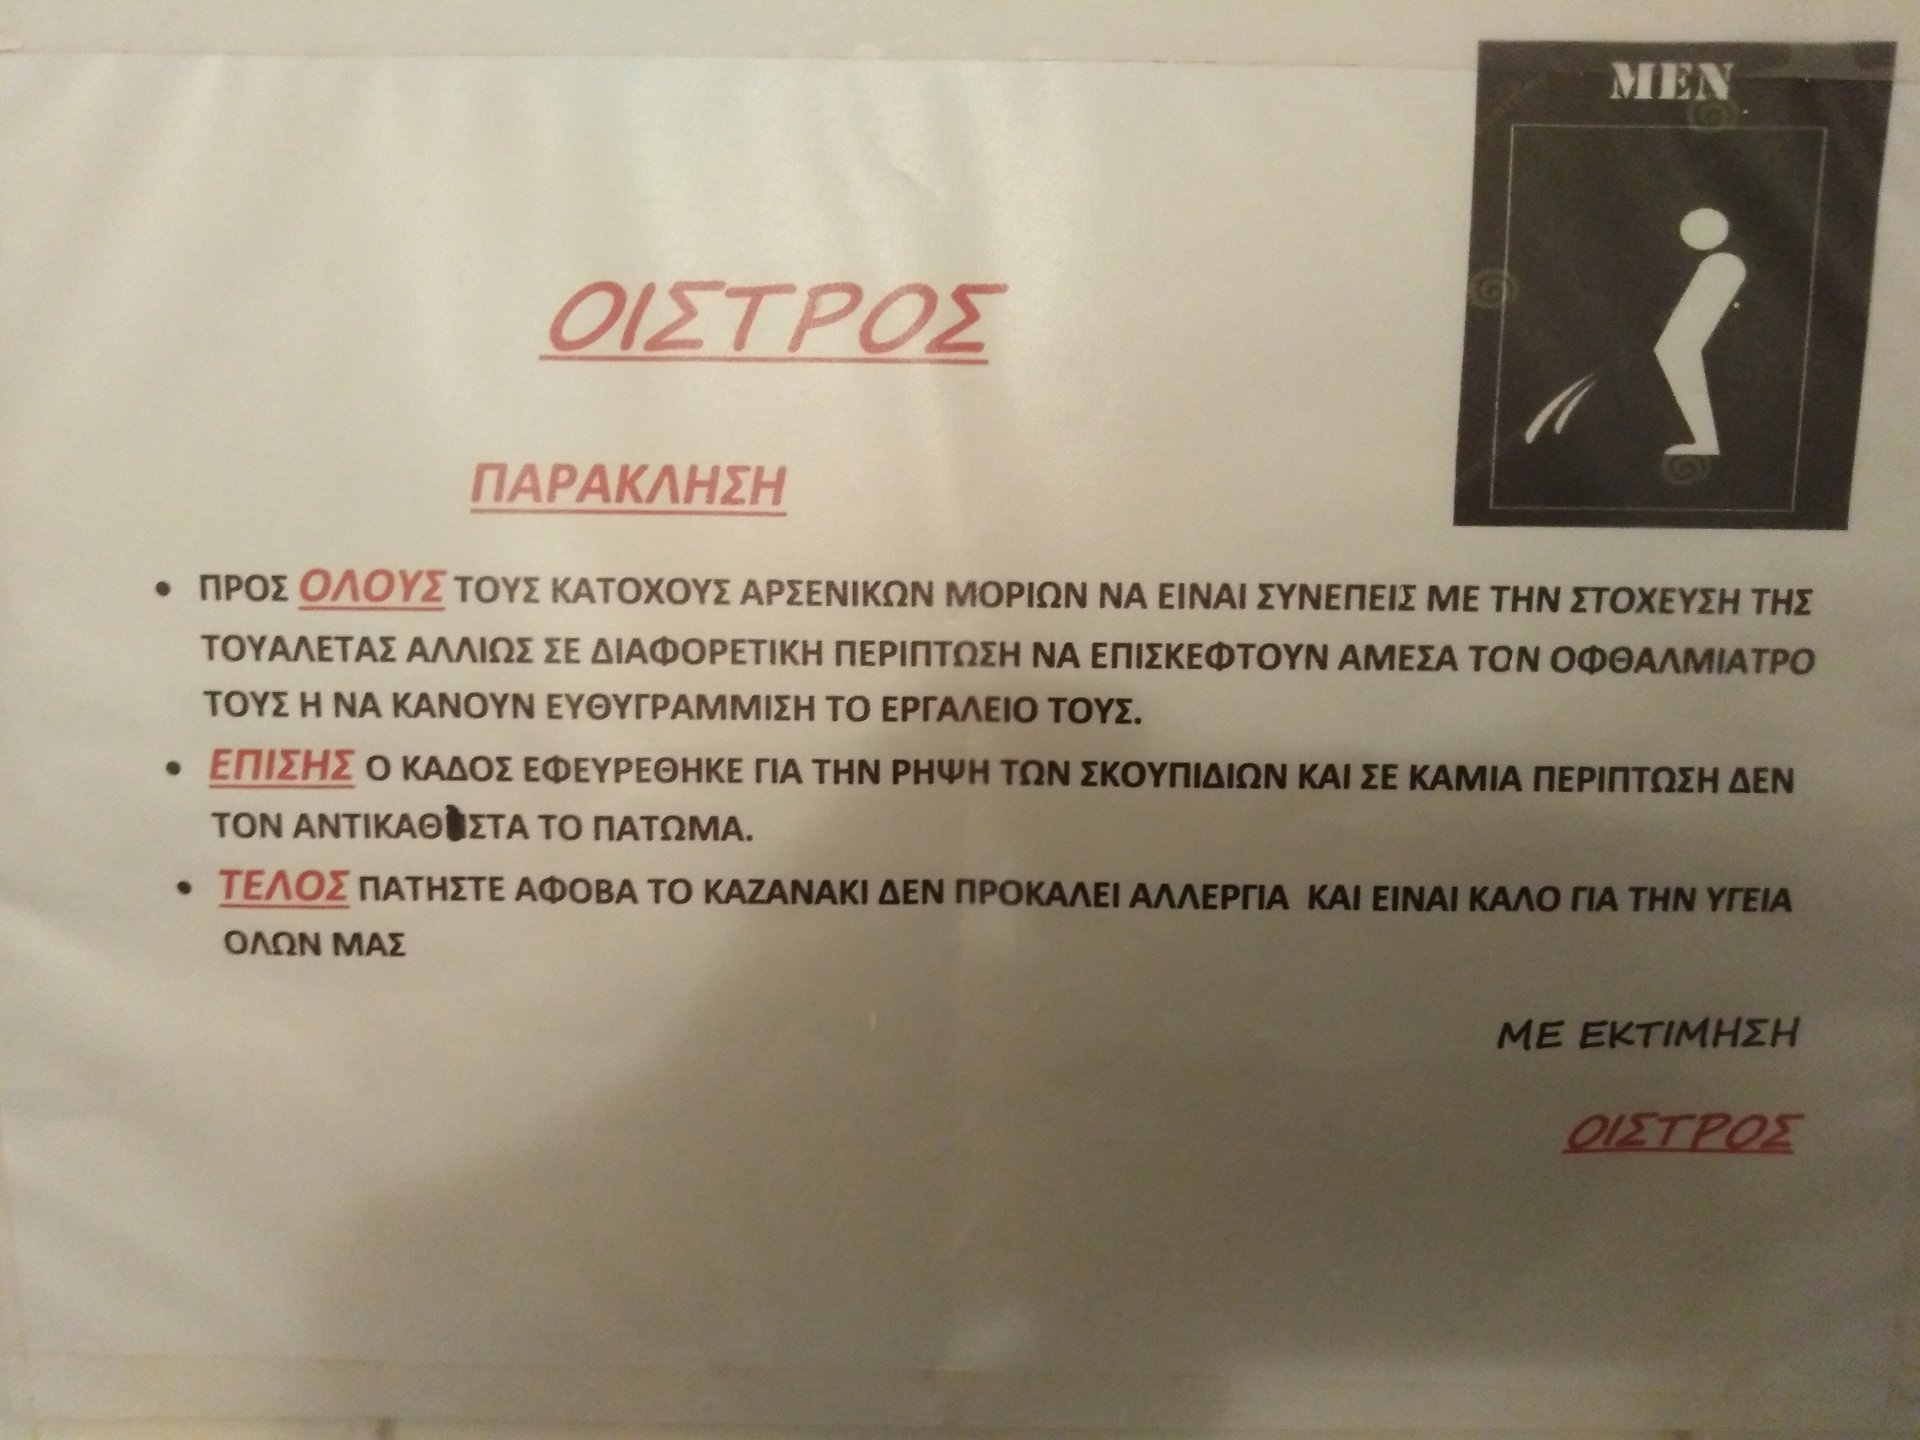 MEN
ΟΙΣΤΡΟΣ
ΠΑΡΑΚΛΗΣΗ
• ΠΡΟΣ ΟΛΟΥΣ ΤΟΥΣ ΚΑΤΟΧΟΥΣ ΑΡΣΕΝΙΚΩΝ ΜΟΡΙΩΝ ΝΑ ΕΙΝΑΙ ΣΥΝΕΠΕΙΣ ΜΕ ΤΗΝ ΣΤΟΧΕΥΣΗ ΤΗΣ
ΤΟΥΑΛΕΤΑΣ ΑΛΛΙΩΣ ΣΕ ΔΙΑΦΟΡΕΤΙΚΗ ΠΕΡΙΠΤΩΣΗ ΝΑ ΕΠΙΣΚΕΦΤΟΥΝ ΑΜΕΣΑ ΤΟΝ ΟΦΘΑΛΜΙΑΤΡΟ
ΤΟΥΣ Η ΝΑ ΚΑΝΟΥΝ ΕΥΘΥΓΡΑΜΜΙΣΗ ΤΟ ΕΡΓΑΛΕΙΟ ΤΟΥΣ.
• ΕΠΙΣΗΣ Ο ΚΑΔΟΣ ΕΦΕΥΡΕΘΗΚΕ ΓΙΑ ΤΗΝ ΡΗΨΗ ΤΩΝ ΣΚΟΥΠΙΔΙΩΝ ΚΑΙ ΣΕ ΚΑΜΙΑ ΠΕΡΙΠΤΩΣΗ ΔΕΝ
ΤΟΝ ΑΝΤΙΚΑΘΙΣΤΑ ΤΟ ΠΑΤΩΜΑ.
• ΤΕΛΟΣ ΠΑΤΗΣΤΕ ΑΦΟΒΑ ΤΟ ΚΑΖΑΝΑΚΙ ΔΕΝ ΠΡΟΚΑΛΕΙ ΑΛΛΕΡΓΙΑ ΚΑΙ ΕΙΝΑΙ ΚΑΛΟ ΓΙΑ ΤΗΝ ΥΓΕΙΑ
ΟΛΩΝ ΜΑΣ
ΜΕ ΕΚΤΙΜΗΣΗ
ΟΙΣΤΡΟΣ